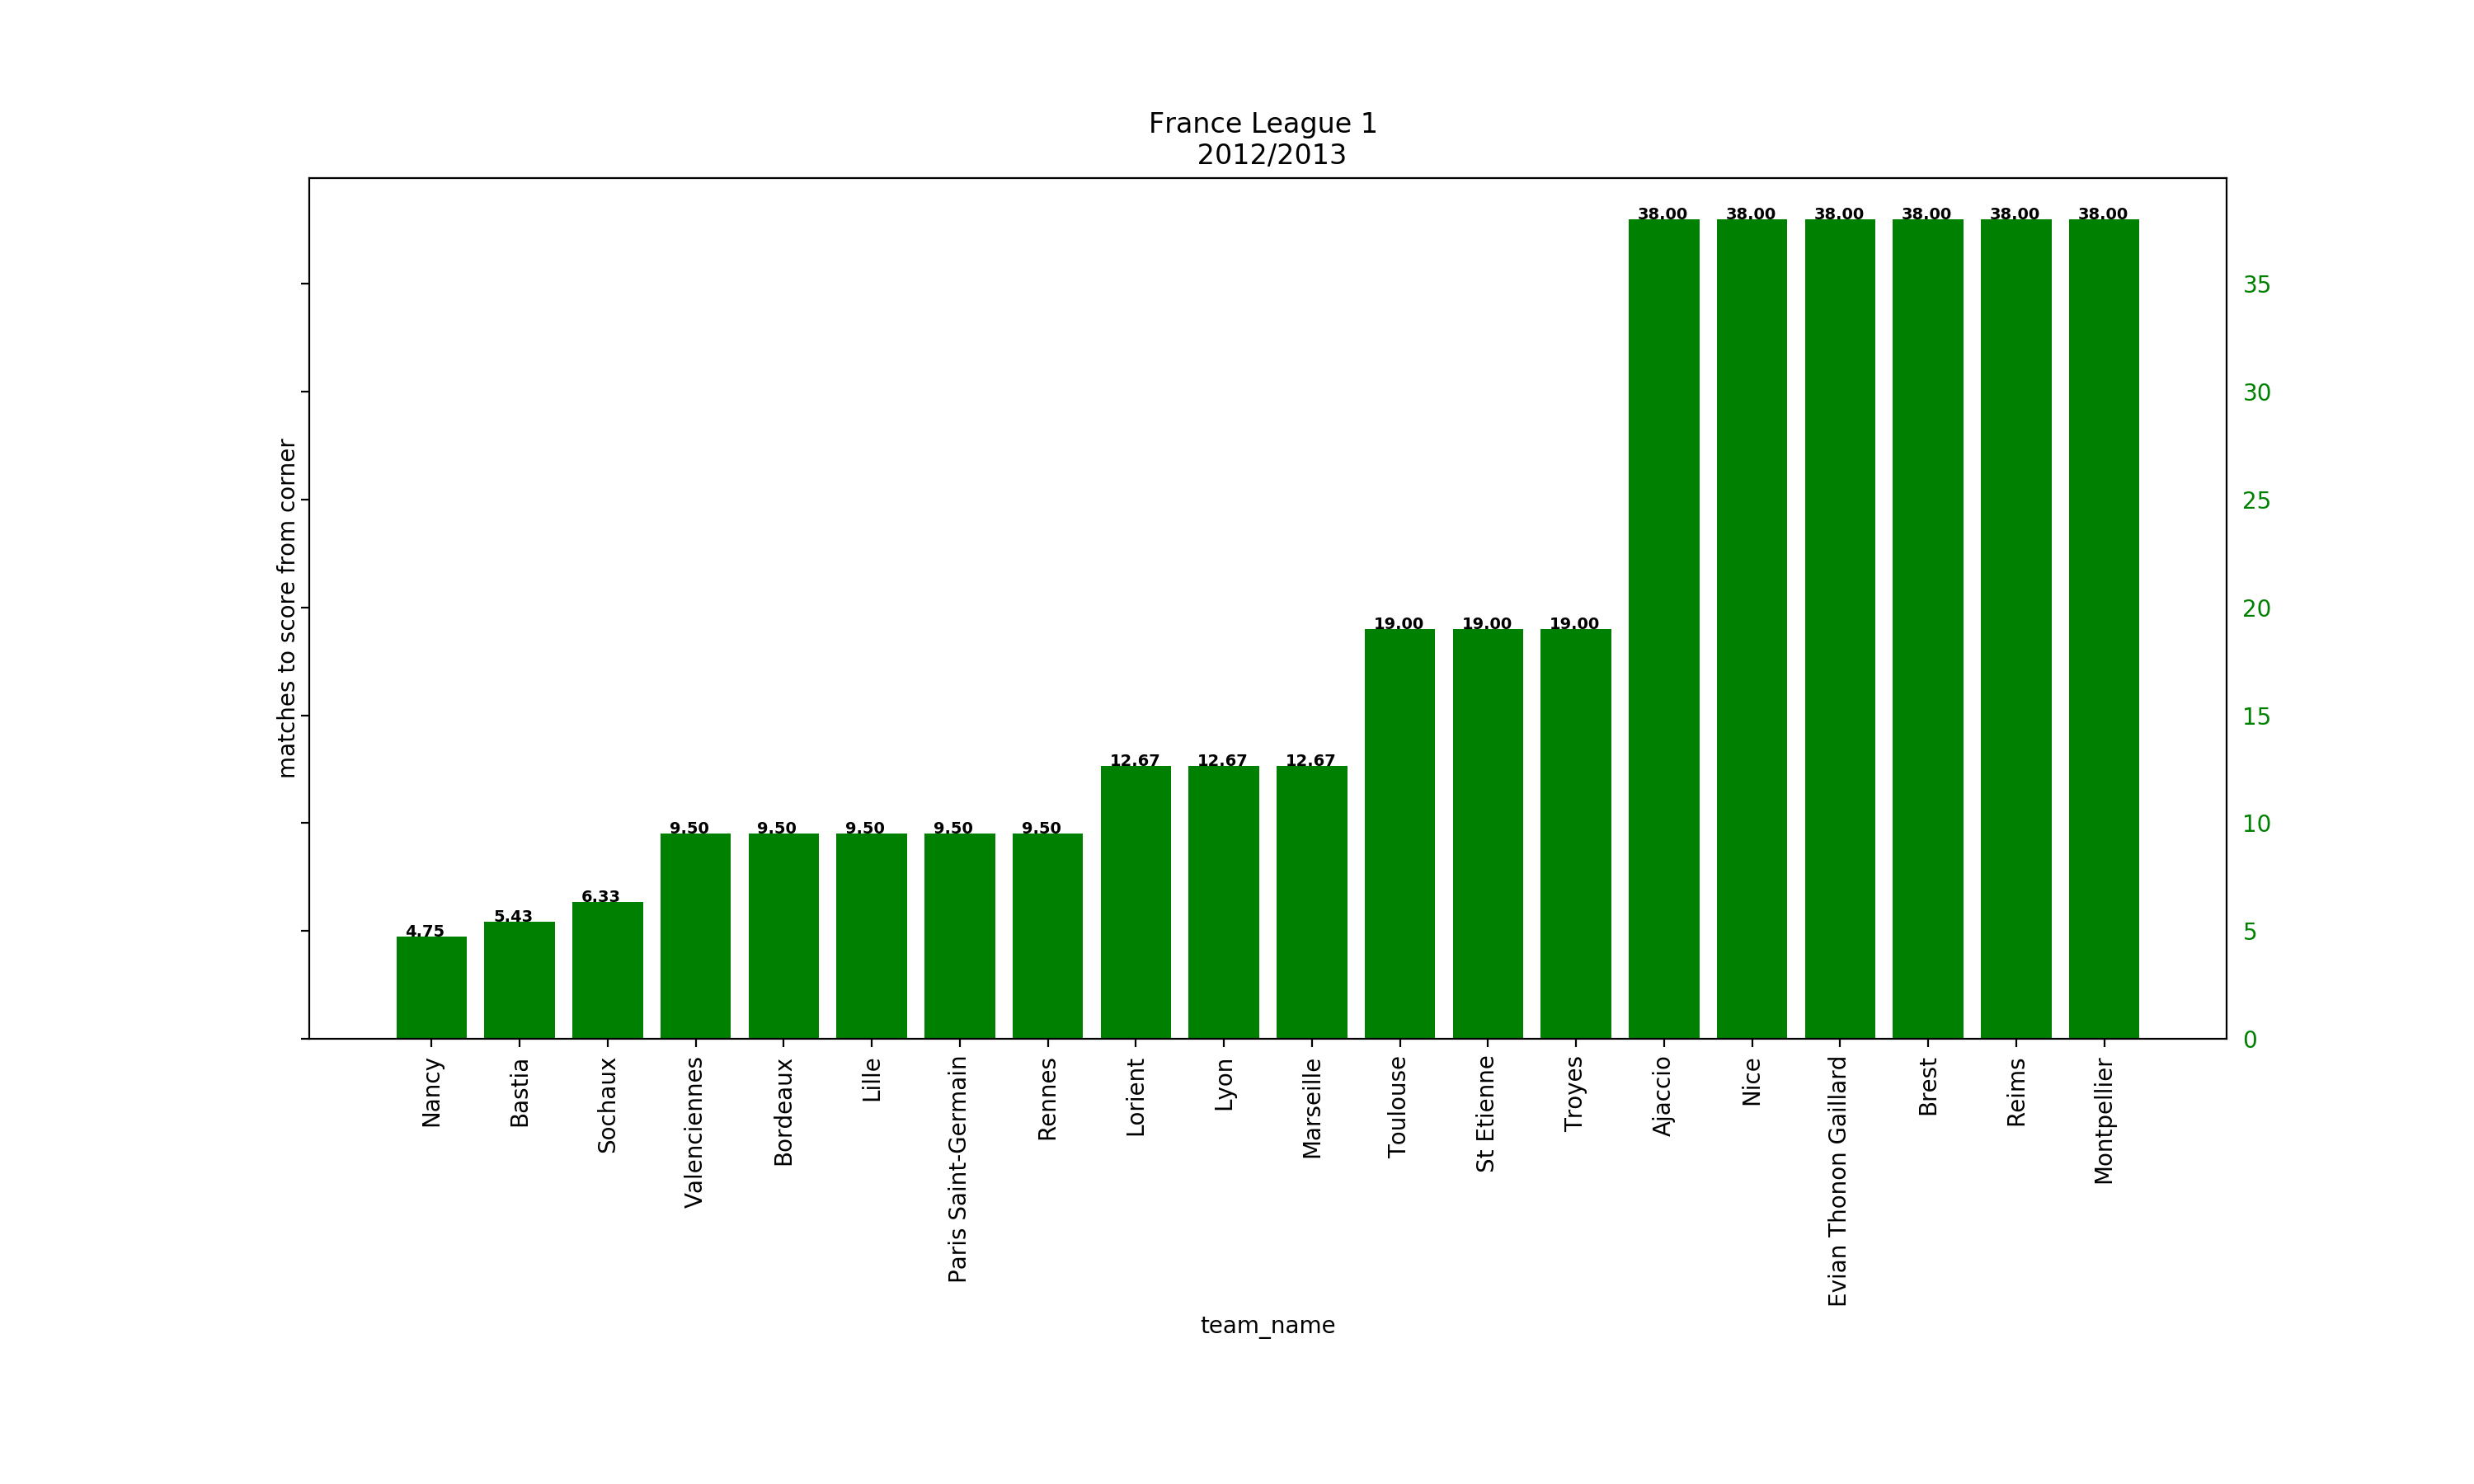 France League 1
2012/2013
matches to score from corner
38.00 38.00 38.00 38.00 38.00 38.00
19.00 19.00 19.00
12.67 12.67 12.67
9.50 9.50 9.50 9.50 9.50
6.33
5.43
4.75
35
30
25
20
15
10
5
0
Nancy
Bastia
Sochaux
Valenciennes
Bordeaux
Lille
Paris Saint-Germain
Rennes
Lorient
Lyon
Marseille
Toulouse
St Etienne
Troyes
Ajaccio
Nice
Evian Thonon Gaillard
Brest
Reims
Montpellier
team_name